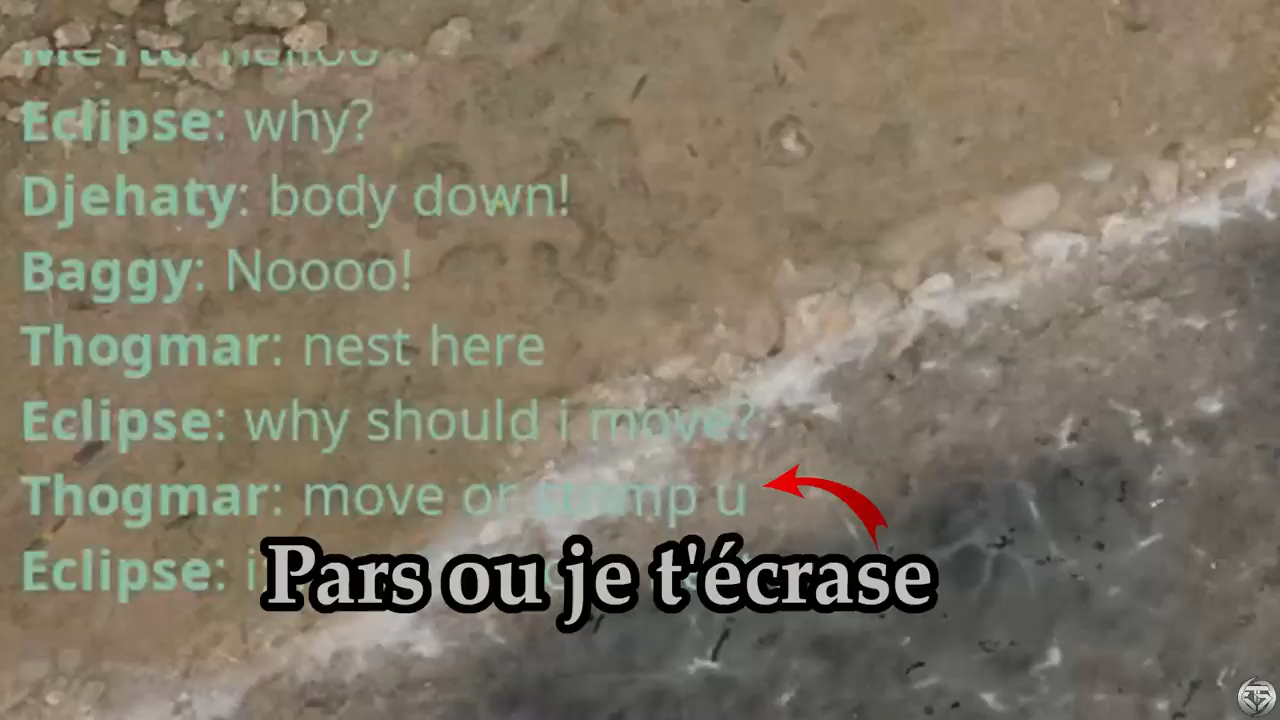 Eclipse: why?
Djehaty: body down!
Baggy: Noooo!
Thogmar: nest here
Eclipse: why should i move?
Thogmar: move or stomp u
Eclipse:
Pars ou je t'écrase